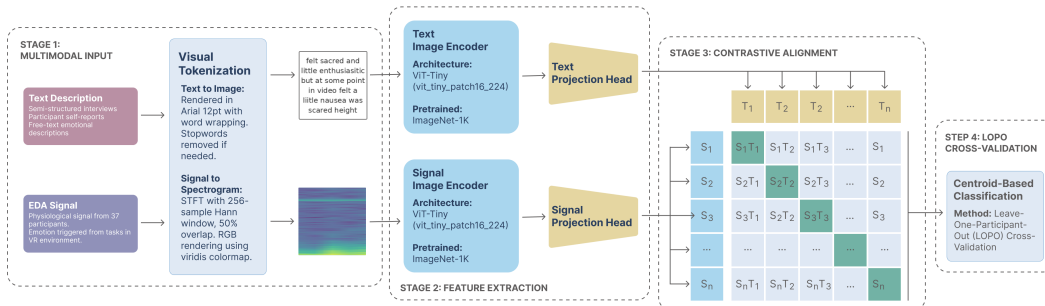 STAGE 1:
MULTIMODAL INPUT
Text Description
Semi-structured interviews
Participant self-reports
Free-text emotional
descriptions
EDA Signal
Physiological signal from 37
participants.
Emotion triggered from tasks in
VR environment.
Visual
Tokenization
Text to Image:
Rendered in
Arial 12pt with
word wrapping.
Stopwords
removed if
needed.
Signal to
Spectrogram:
STFT with 256-
sample Hann
window, 50%
overlap. RGB
rendering using
viridis colormap.
felt sacred and
little enthusiasitic
but at some point
in video felt a
liitle nausea was
scared height
Text
Image Encoder
Architecture:
ViT-Tiny
(vit_tiny_patch16_224)
Pretrained:
ImageNet-1K
Signal
Image Encoder
Architecture:
ViT-Tiny
(vit_tiny_patch16_224)
Pretrained:
ImageNet-1K
Text
Projection Head
Signal
Projection Head
STAGE 2: FEATURE EXTRACTION
STAGE 3: CONTRASTIVE ALIGNMENT
T1 T2 T2 ... Tn
S1 S1T1 S1T2 S1T3 ... S1
S2 S2T1 S2T2 S2T3 ... S2
S3 S3T1 S2T2 S3T3 ... S3
... ... ... ... ... ...
Sn SnT1 SnT2 SnT3 ... Sn
STEP 4: LOPO
CROSS-VALIDATION
Centroid-Based
Classification
Method: Leave-
One-Participant-
Out (LOPO) Cross-
Validation